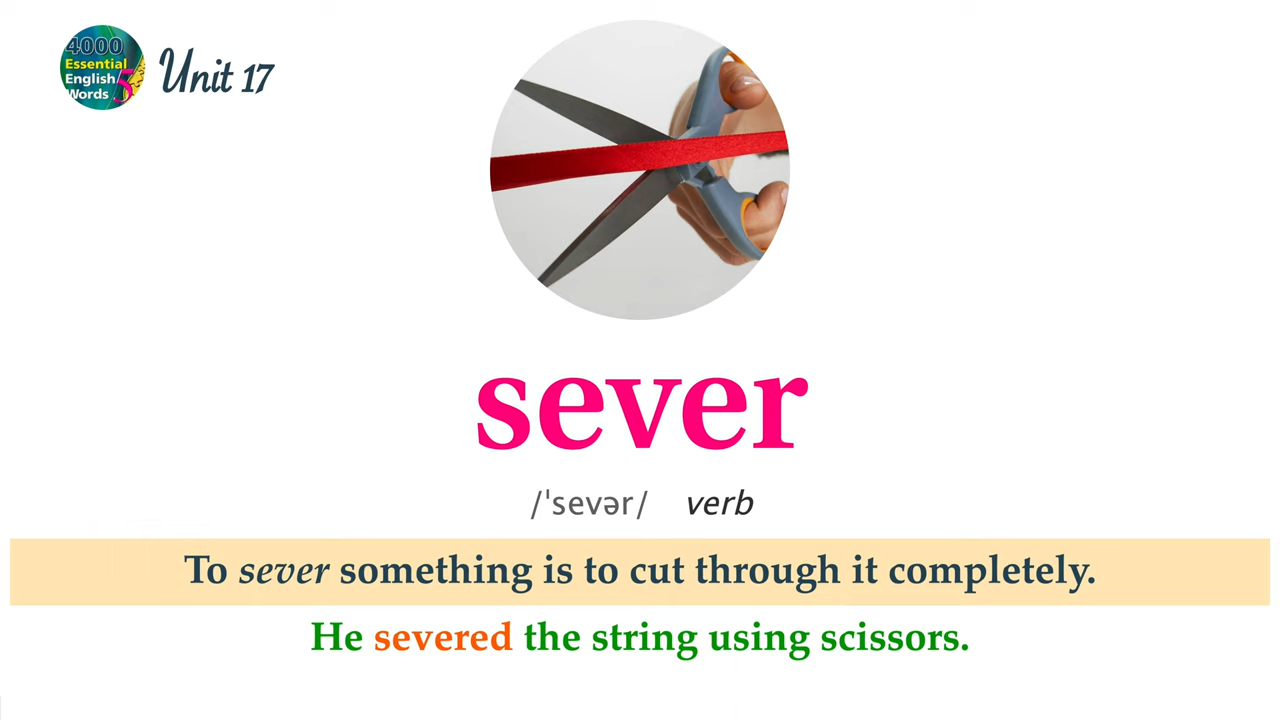 4000
Essential
English
Words 5
Unit 17
sever
/ˈsevər/ verb
To sever something is to cut through it completely.
He severed the string using scissors.